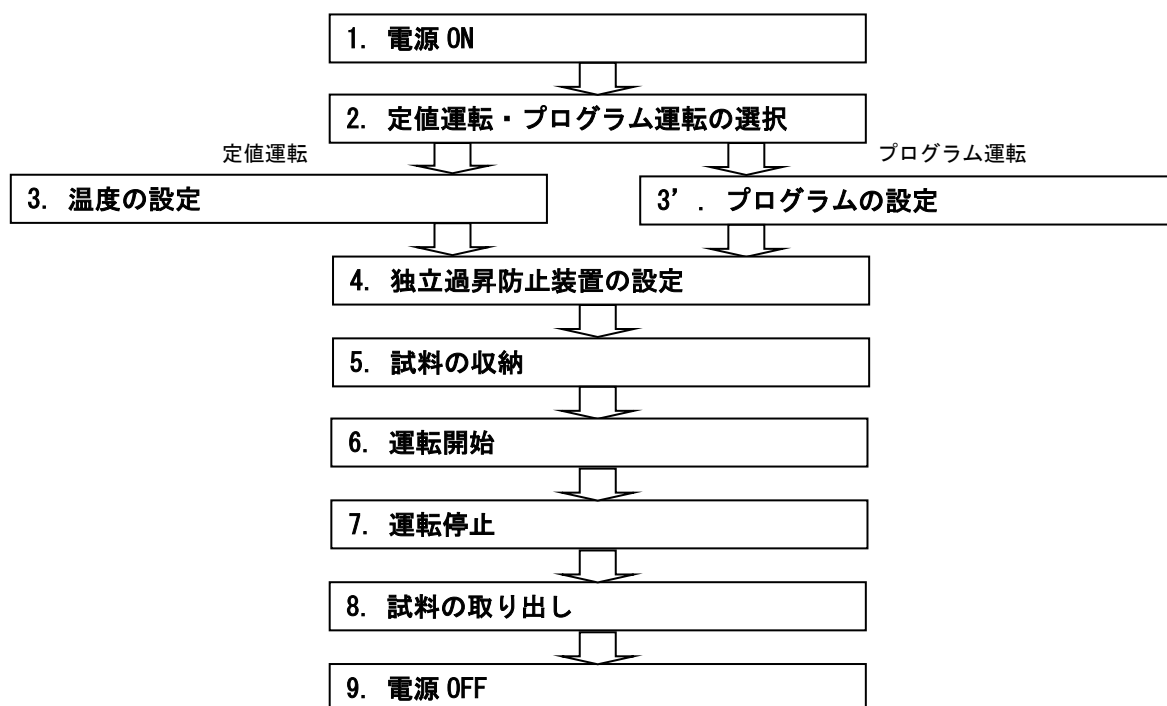 1. 電源 ON
2. 定値運転・プログラム運転の選択
定値運転
プログラム運転
3. 温度の設定
3’. プログラムの設定
4. 独立過昇防止装置の設定
5. 試料の収納
6. 運転開始
7. 運転停止
8. 試料の取り出し
9. 電源 OFF